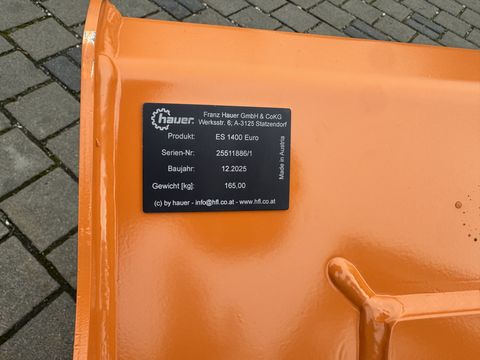 hauer
Franz Hauer GmbH & CoKG
Werksstr. 6; A-3125 Statzendorf
Produkt: ES 1400 Euro
Serien-Nr: 25511886/1
Baujahr: 12.2025
Gewicht [kg]: 165,00
(c) by hauer - info@hfl.co.at - www.hfl.co.at
Made in Austria